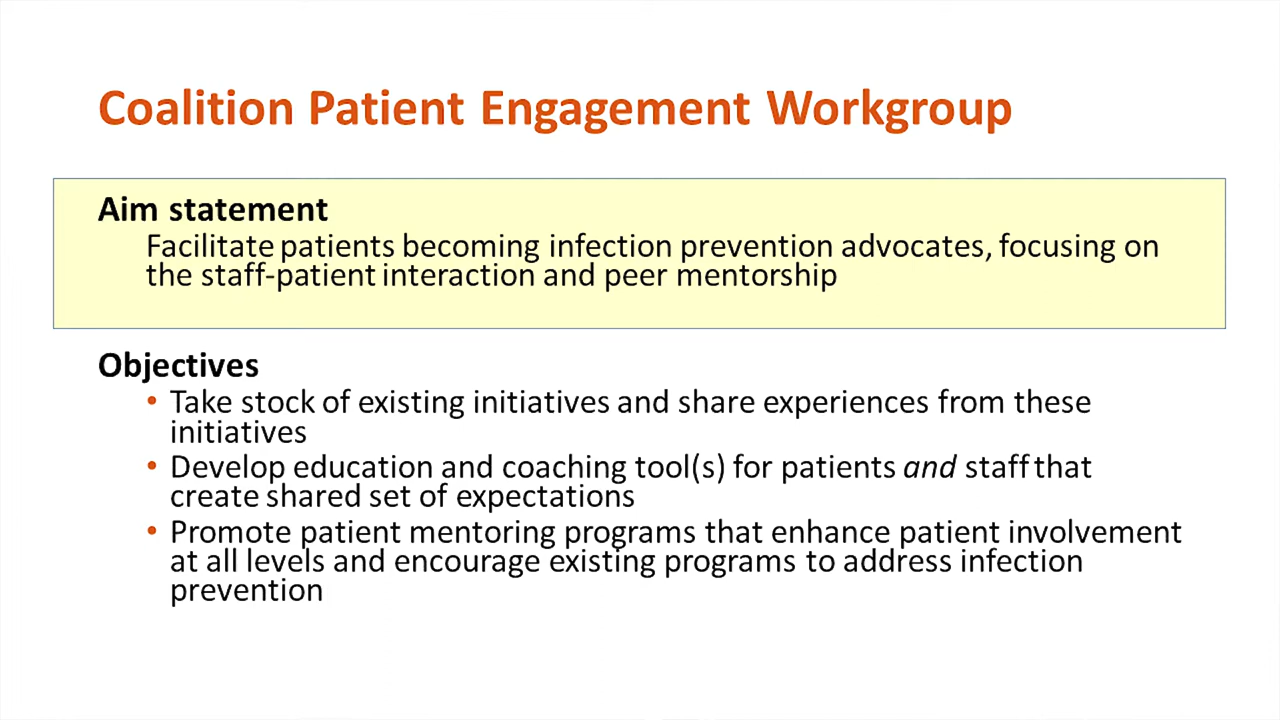 Coalition Patient Engagement Workgroup
Aim statement
Facilitate patients becoming infection prevention advocates, focusing on
the staff-patient interaction and peer mentorship
Objectives
• Take stock of existing initiatives and share experiences from these
initiatives
• Develop education and coaching tool(s) for patients and staff that
create shared set of expectations
• Promote patient mentoring programs that enhance patient involvement
at all levels and encourage existing programs to address infection
prevention